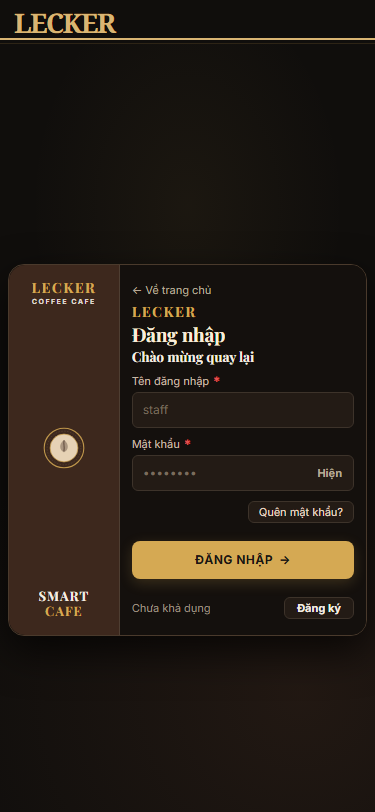 LECKER
LECKER
COFFEE CAFE
SMART
CAFE
← Về trang chủ
LECKER
Đăng nhập
Chào mừng quay lại
Tên đăng nhập *
staff
Mật khẩu *
••••••••
Hiện
Quên mật khẩu?
ĐĂNG NHẬP →
Chưa khả dụng
Đăng ký